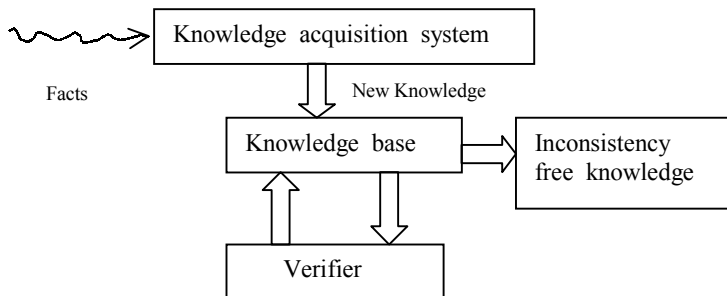 Knowledge acquisition system
Facts
New Knowledge
Knowledge base
Inconsistency
free knowledge
Verifier